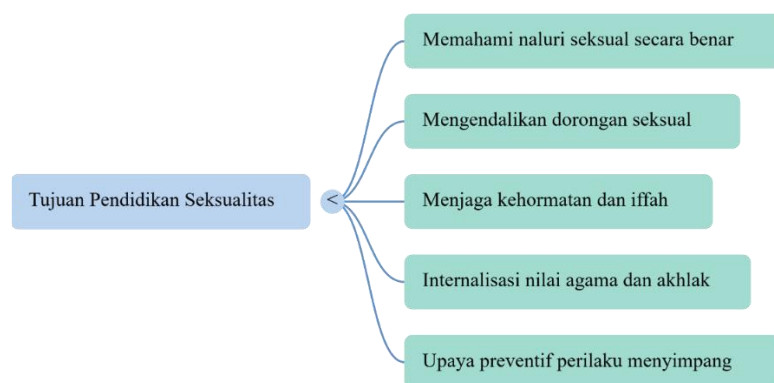 Memahami naluri seksual secara benar
Mengendalikan dorongan seksual
Tujuan Pendidikan Seksualitas
<
Menjaga kehormatan dan iffah
Internalisasi nilai agama dan akhlak
Upaya preventif perilaku menyimpang